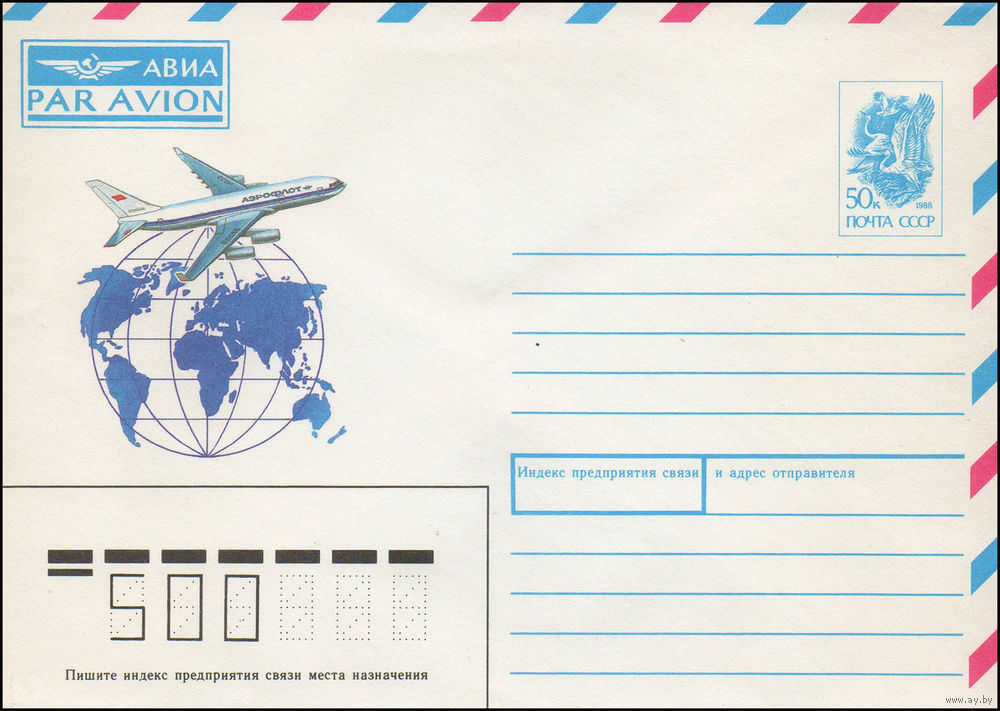 АВИА
PAR AVION
АЭРОФЛОТ
50к
1988
ПОЧТА СССР
Индекс предприятия связи и адрес отправителя
500
Пишите индекс предприятия связи места назначения
www.ay.by